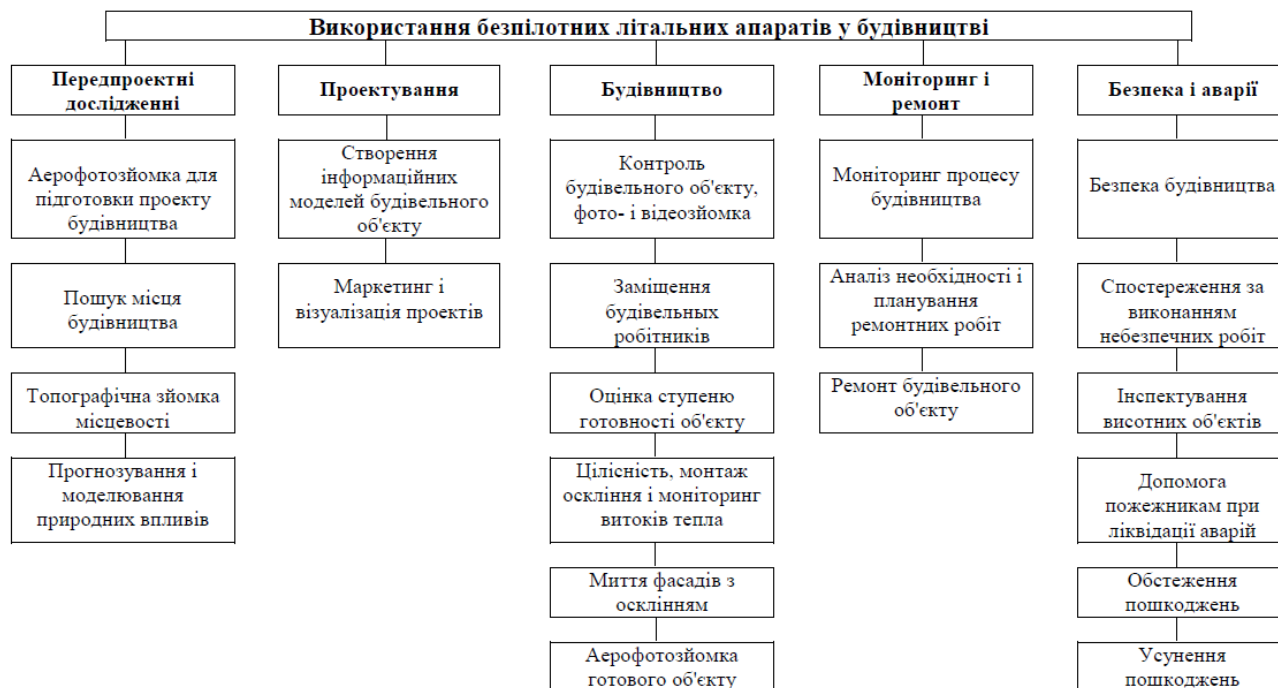 Використання безпілотних літальних апаратів у будівництві
Передпроектні
дослідженні
Аерофотозйомка для
підготовки проекту
будівництва
Пошук місця
будівництва
Топографічна зйомка
місцевості
Прогнозування і
моделювання
природних впливів
Проектування
Створення
інформаційних
моделей будівельного
об'єкту
Маркетинг і
візуалізація проектів
Будівництво
Контроль
будівельного об'єкту,
фото- і відеозйомка
Заміщення
будівельних
робітників
Оцінка ступеню
готовності об'єкту
Цілісність, монтаж
оскління і моніторинг
витоків тепла
Миття фасадів з
осклінням
Аерофотозйомка
готового об'єкту
Моніторинг і
ремонт
Моніторинг процесу
будівництва
Аналіз необхідності і
планування
ремонтних робіт
Ремонт будівельного
об'єкту
Безпека і аварії
Безпека будівництва
Спостереження за
виконанням
небезпечних робіт
Інспектування
висотних об'єктів
Допомога
пожежникам при
ліквідації аварій
Обстеження
пошкоджень
Усунення
пошкоджень